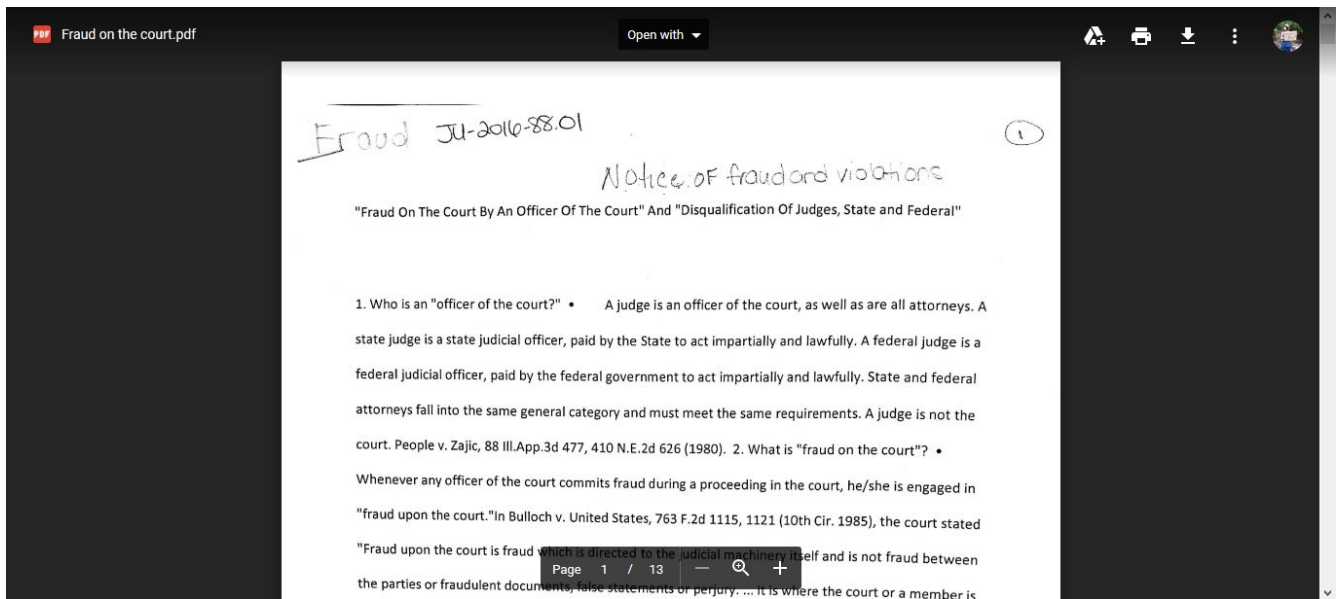 PDF Fraud on the court.pdf
Open with
Fraud JU-2016-88.01
1
Notice OF fraud and violations
"Fraud On The Court By An Officer Of The Court" And "Disqualification Of Judges, State and Federal"
1. Who is an "officer of the court?" • A judge is an officer of the court, as well as are all attorneys. A
state judge is a state judicial officer, paid by the State to act impartially and lawfully. A federal judge is a
federal judicial officer, paid by the federal government to act impartially and lawfully. State and federal
attorneys fall into the same general category and must meet the same requirements. A judge is not the
court. People v. Zajic, 88 Ill.App.3d 477, 410 N.E.2d 626 (1980). 2. What is "fraud on the court"? •
Whenever any officer of the court commits fraud during a proceeding in the court, he/she is engaged in
"fraud upon the court."In Bulloch v. United States, 763 F.2d 1115, 1121 (10th Cir. 1985), the court stated
"Fraud upon the court is fraud which is directed to the judicial machinery itself and is not fraud between
the parties or fraudulent documents, false statements or perjury. ... It is where the court or a member is
Page 1 / 13